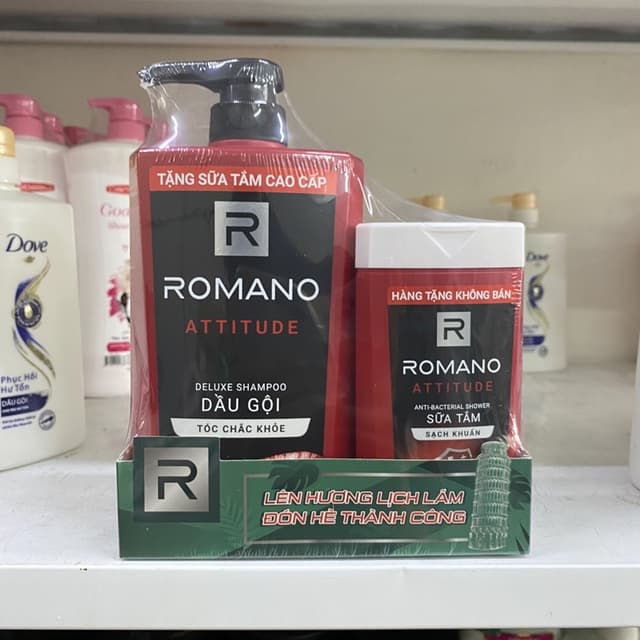 TẶNG SỮA TẮM CAO CẤP
R
ROMANO
ATTITUDE
DELUXE SHAMPOO
DẦU GỘI
TÓC CHẮC KHỎE
HÀNG TẶNG KHÔNG BÁN
R
ROMANO
ATTITUDE
ANTI-BACTERIAL SHOWER
SỮA TẮM
SẠCH KHUẨN
R
LÊN HƯƠNG LỊCH LÃM
ĐÓN HÈ THÀNH CÔNG
Dove
Phục Hồi
Hư Tổn
DẦU GỘI